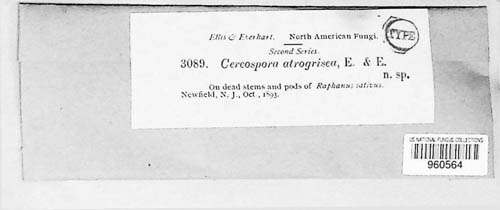 Ellis & Everhart. North American Fungi.
TYPE
Second Series.
3089. Cercospora atrogrisea, E. & E.
n. sp.
On dead stems and pods of Raphanus sativus.
Newfield, N. J., Oct., 1893.
US NATIONAL FUNGUS COLLECTIONS
960564